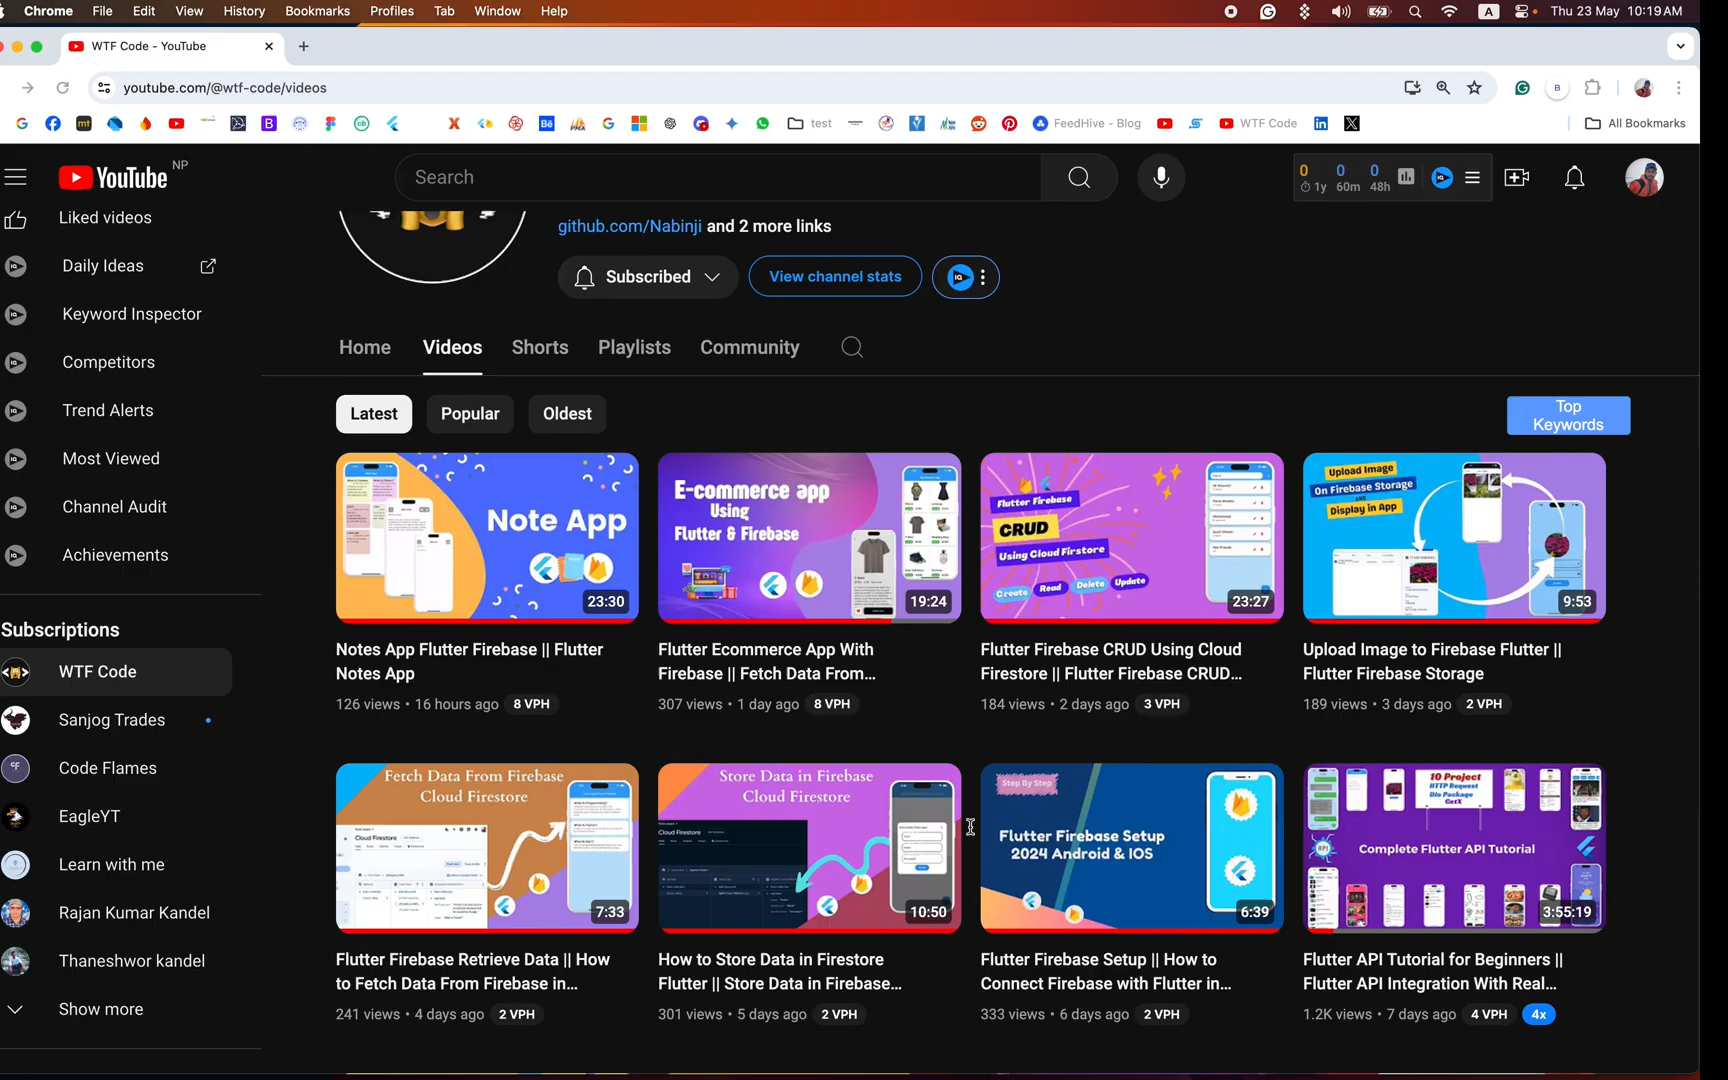 Chrome File Edit View History Bookmarks Profiles Tab Window Help A Thu 23 May 10:19 AM
WTF Code - YouTube
youtube.com/@wtf-code/videos
B
test FeedHive - Blog WTF Code All Bookmarks
YouTube NP
Search
0 0 0
1y 60m 48h
Liked videos
Daily Ideas
Keyword Inspector
Competitors
Trend Alerts
Most Viewed
Channel Audit
Achievements
Subscriptions
WTF Code
Sanjog Trades
Code Flames
EagleYT
Learn with me
Rajan Kumar Kandel
Thaneshwor kandel
Show more
github.com/Nabinji and 2 more links
Subscribed View channel stats
Home Videos Shorts Playlists Community
Latest Popular Oldest
Top
Keywords
Note App
23:30
Notes App Flutter Firebase || Flutter
Notes App
126 views • 16 hours ago 8 VPH
E-commerce app
Using
Flutter & Firebase
19:24
Flutter Ecommerce App With
Firebase || Fetch Data From...
307 views • 1 day ago 8 VPH
Flutter Firebase
CRUD
Using Cloud Firstore
Create Read Delete Update
23:27
Flutter Firebase CRUD Using Cloud
Firestore || Flutter Firebase CRUD...
184 views • 2 days ago 3 VPH
Upload Image
On Firebase Storage
AND
Display in App
9:53
Upload Image to Firebase Flutter ||
Flutter Firebase Storage
189 views • 3 days ago 2 VPH
Fetch Data From Firebase
Cloud Firestore
Cloud Firestore
7:33
Flutter Firebase Retrieve Data || How
to Fetch Data From Firebase in...
241 views • 4 days ago 2 VPH
Store Data in Firebase
Cloud Firestore
Cloud Firestore
10:50
How to Store Data in Firestore
Flutter || Store Data in Firebase...
301 views • 5 days ago 2 VPH
Step By Step
Flutter Firebase Setup
2024 Android & IOS
6:39
Flutter Firebase Setup || How to
Connect Firebase with Flutter in...
333 views • 6 days ago 2 VPH
10 Project
HTTP Request
Dio Package
GetX
API
Complete Flutter API Tutorial
3:55:19
Flutter API Tutorial for Beginners ||
Flutter API Integration With Real...
1.2K views • 7 days ago 4 VPH 4x